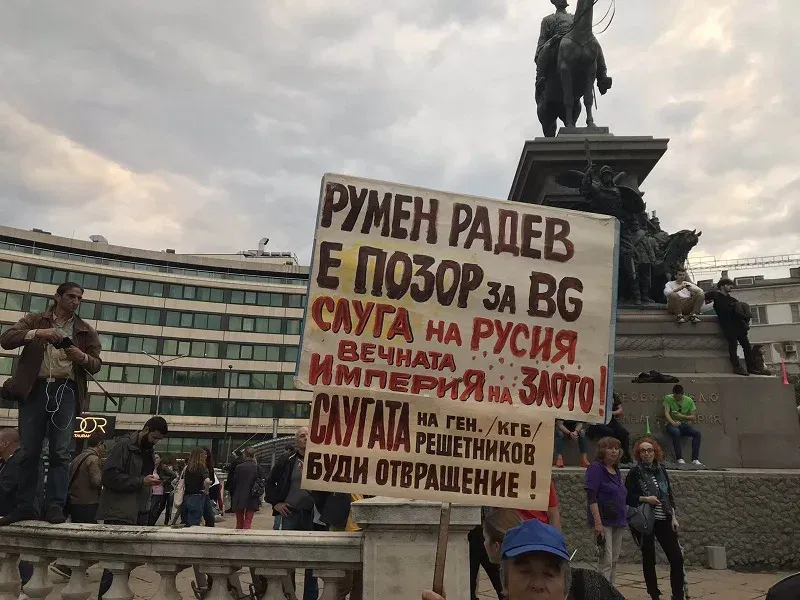 РУМЕН РАДЕВ
Е ПОЗОР ЗА BG
СЛУГА НА РУСИЯ
ВЕЧНАТА
ИМПЕРИЯ НА ЗЛОТО!
СЛУГАТА НА ГЕН. /КГБ/
РЕШЕТНИКОВ
БУДИ ОТВРАЩЕНИЕ!